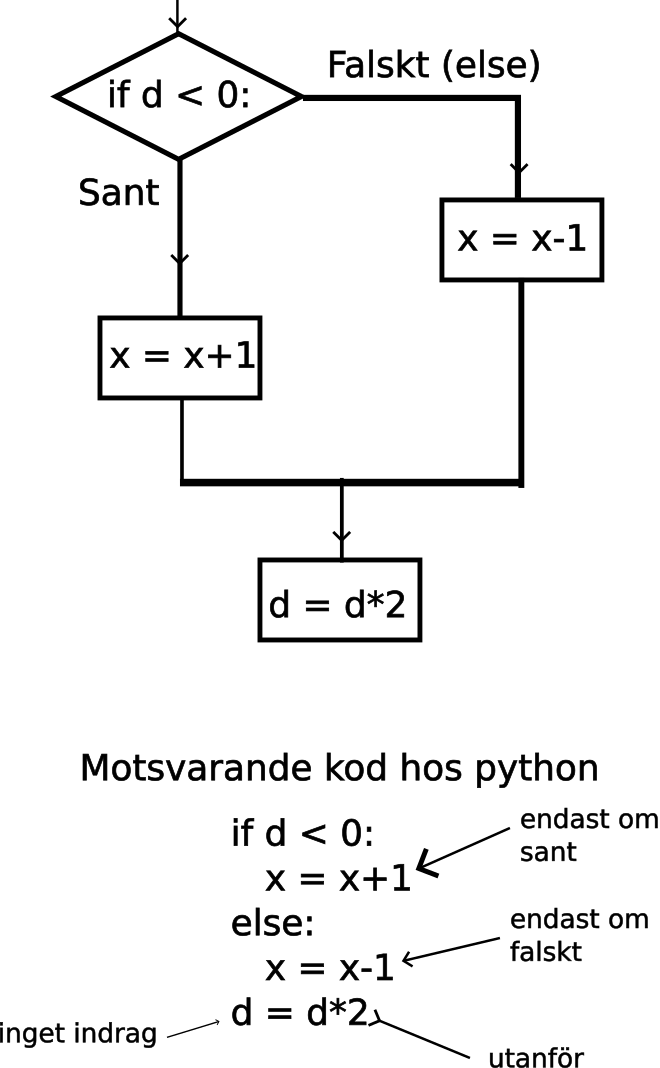 if d < 0:
Falskt (else)
Sant
x = x-1
x = x+1
d = d*2
Motsvarande kod hos python
if d < 0:
x = x+1
else:
x = x-1
d = d*2
endast om
sant
endast om
falskt
inget indrag
utanför